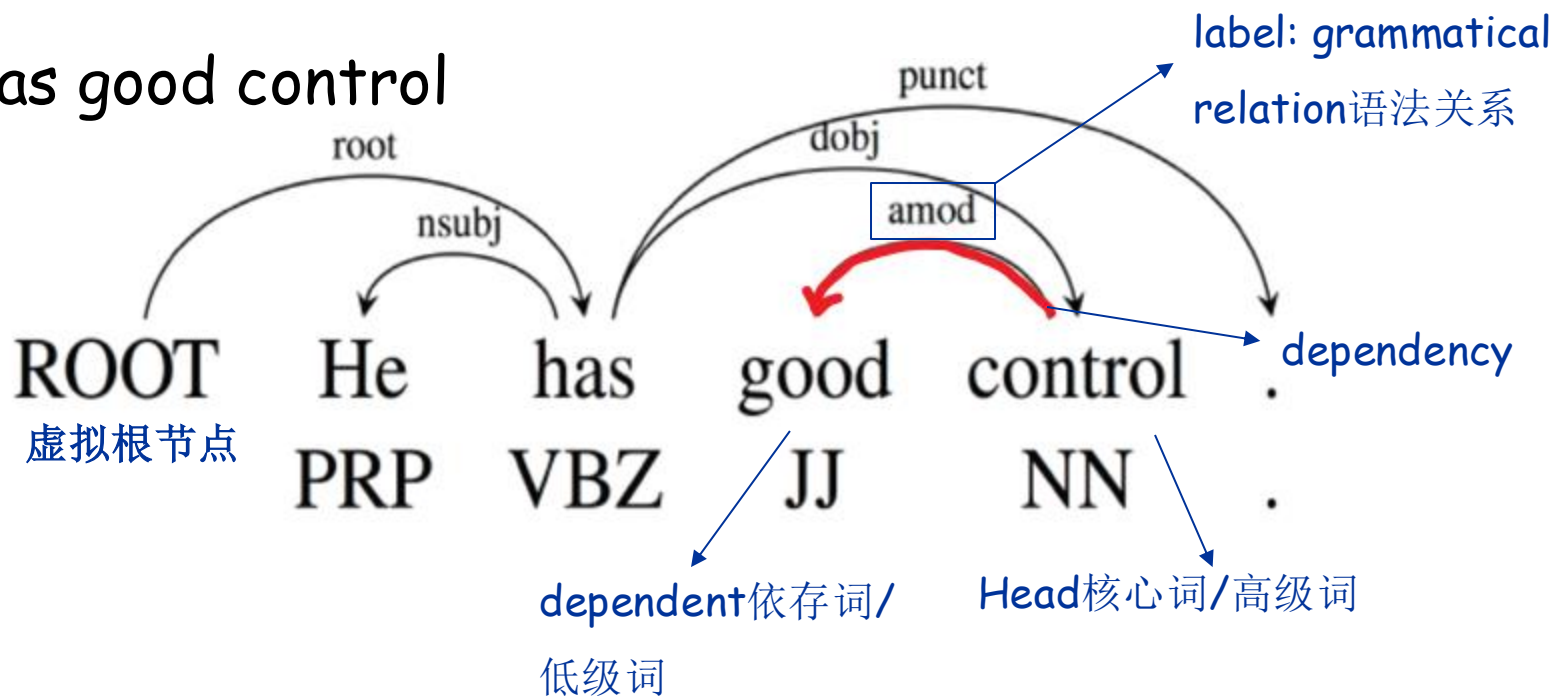 label: grammatical
relation语法关系
as good control
punct
root
dobj
nsubj
amod
ROOT He has good control .
dependency
虚拟根节点
PRP VBZ JJ NN .
dependent依存词/
低级词
Head核心词/高级词